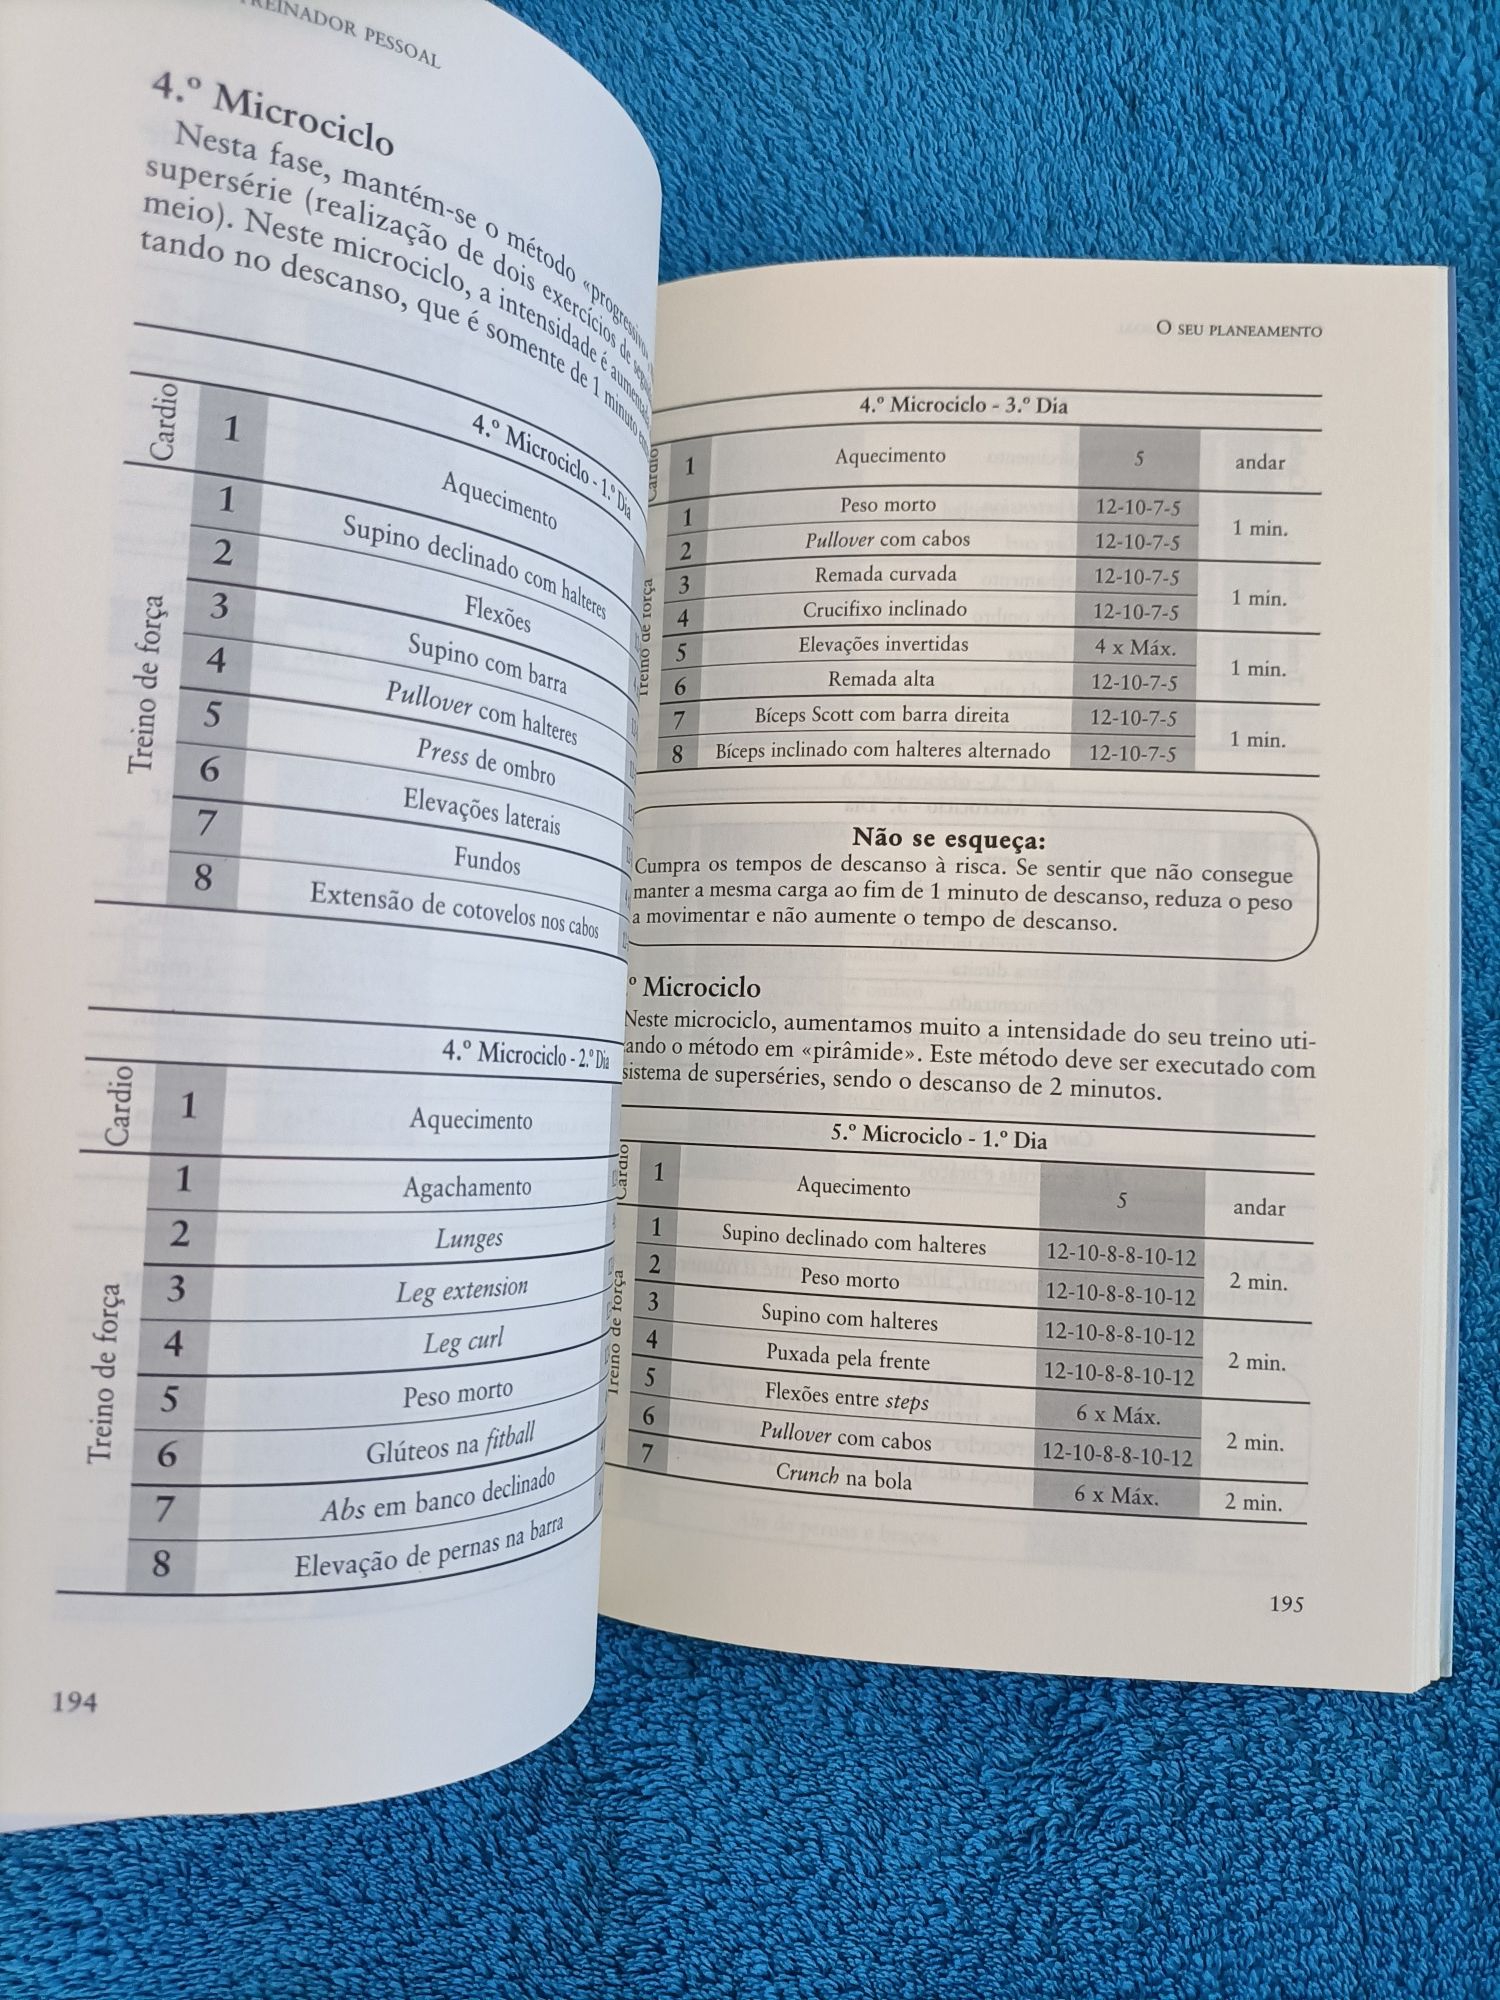 TREINADOR PESSOAL
4.º Microciclo
Nesta fase, mantém-se o método «progressivo»
supersérie (realização de dois exercícios de
meio). Neste microciclo, a intensidade é
tando no descanso, que é somente de 1 minuto
4.º Microciclo - 1.º Dia
Cardio
1 Aquecimento
Treino de força
1 Supino declinado com halteres
2 Flexões
3 Supino com barra
4 Pullover com halteres
5 Press de ombro
6 Elevações laterais
7 Fundos
8 Extensão de cotovelos nos cabos
4.º Microciclo - 2.º Dia
Cardio
1 Aquecimento
Treino de força
1 Agachamento
2 Lunges
3 Leg extension
4 Leg curl
5 Peso morto
6 Glúteos na fitball
7 Abs em banco declinado
8 Elevação de pernas na barra
194
O SEU PLANEAMENTO
4.º Microciclo - 3.º Dia
Cardio
1 Aquecimento 5 andar
Treino de força
1 Peso morto 12-10-7-5 1 min.
2 Pullover com cabos 12-10-7-5
3 Remada curvada 12-10-7-5 1 min.
4 Crucifixo inclinado 12-10-7-5
5 Elevações invertidas 4 x Máx. 1 min.
6 Remada alta 12-10-7-5
7 Bíceps Scott com barra direita 12-10-7-5 1 min.
8 Bíceps inclinado com halteres alternado 12-10-7-5
Não se esqueça:
Cumpra os tempos de descanso à risca. Se sentir que não consegue
manter a mesma carga ao fim de 1 minuto de descanso, reduza o peso
a movimentar e não aumente o tempo de descanso.
º Microciclo
Neste microciclo, aumentamos muito a intensidade do seu treino uti-
zando o método em «pirâmide». Este método deve ser executado com
sistema de superséries, sendo o descanso de 2 minutos.
5.º Microciclo - 1.º Dia
Cardio
1 Aquecimento 5 andar
Treino de força
1 Supino declinado com halteres 12-10-8-8-10-12 2 min.
2 Peso morto 12-10-8-8-10-12
3 Supino com halteres 12-10-8-8-10-12 2 min.
4 Puxada pela frente 12-10-8-8-10-12
5 Flexões entre steps 6 x Máx. 2 min.
6 Pullover com cabos 12-10-8-8-10-12
7 Crunch na bola 6 x Máx. 2 min.
195